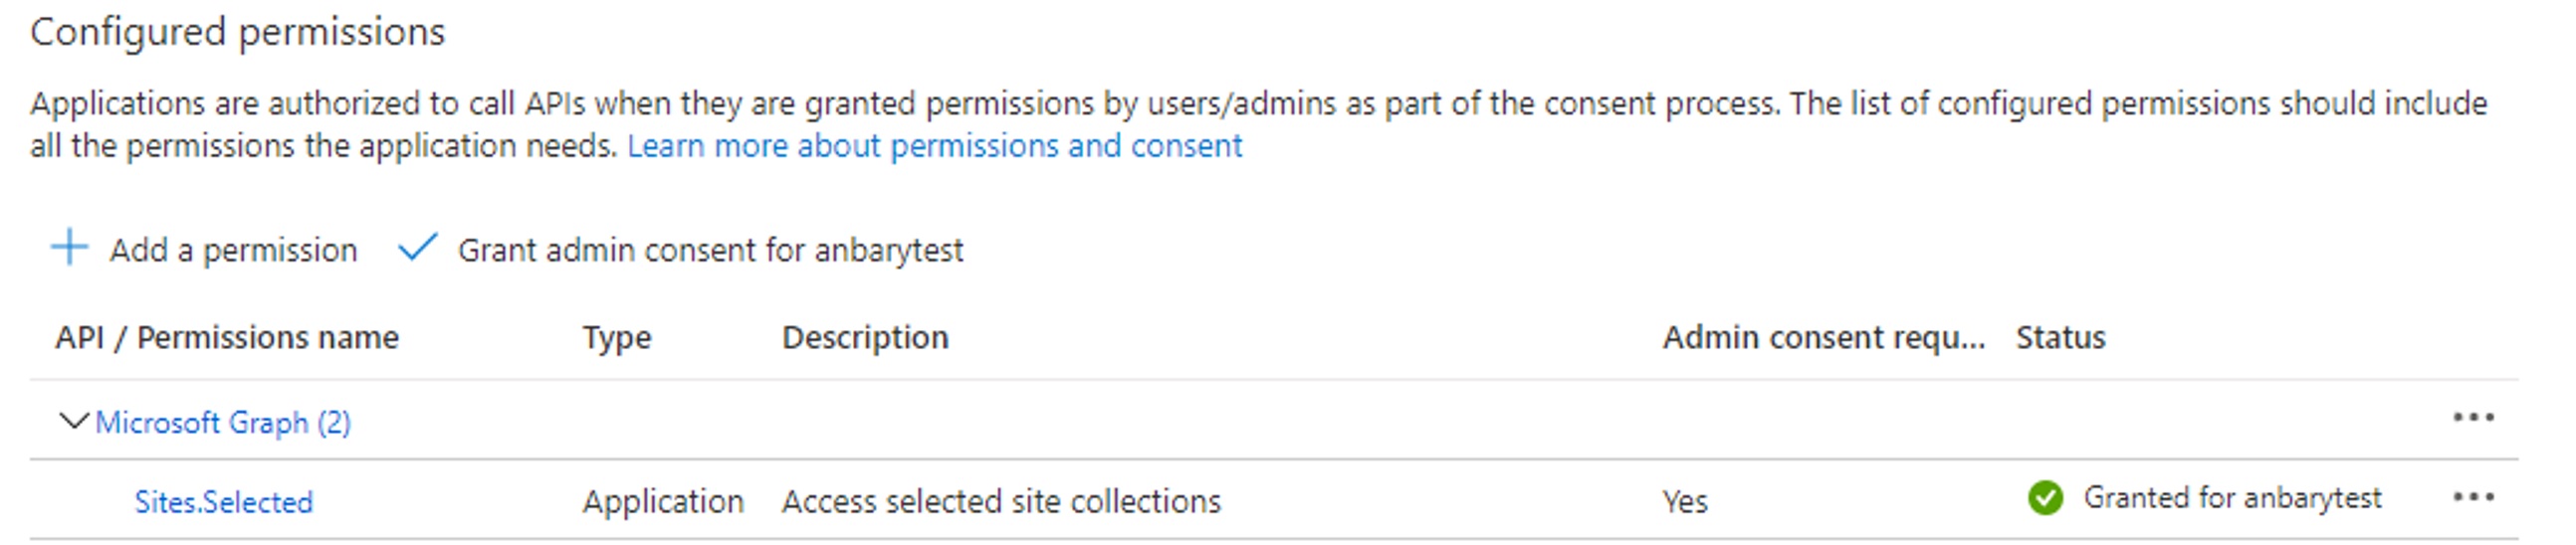 Configured permissions
Applications are authorized to call APIs when they are granted permissions by users/admins as part of the consent process. The list of configured permissions should include
all the permissions the application needs. Learn more about permissions and consent
Add a permission Grant admin consent for anbarytest
API / Permissions name Type Description Admin consent requ... Status
Microsoft Graph (2)
Sites.Selected Application Access selected site collections Yes Granted for anbarytest